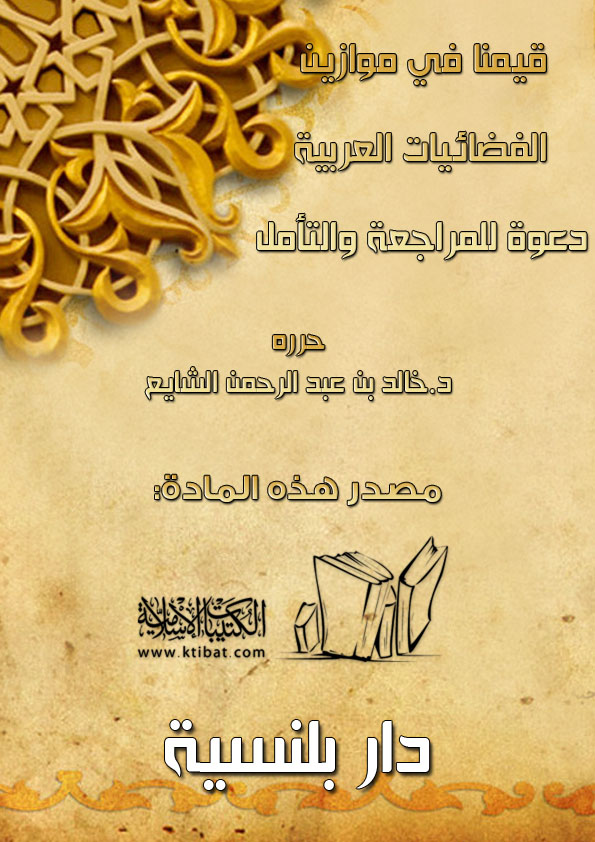 قيمنا في موازين
الفضائيات العربية
دعوة للمراجعة والتأمل
حرره
د.خالد بن عبد الرحمن الشايع
مصدر هذه المادة:
الكتيبات الإسلامية
www.ktibat.com
دار بلنسية